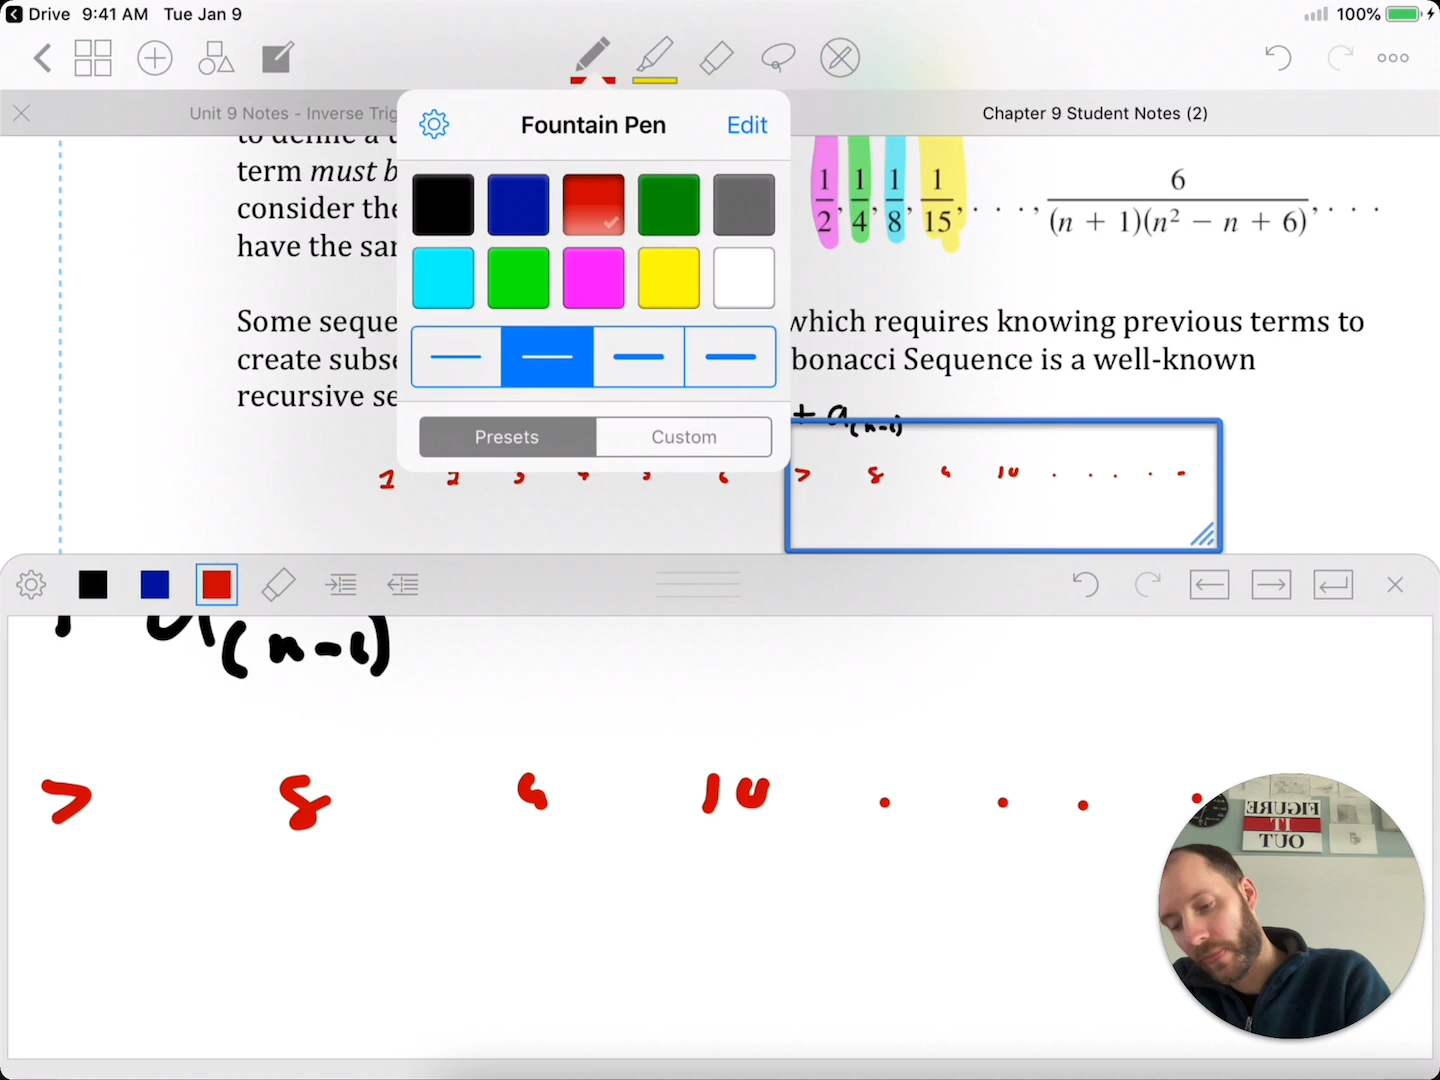 Drive 9:41 AM Tue Jan 9 100%
Unit 9 Notes - Inverse Trig
Chapter 9 Student Notes (2)
Fountain Pen
Edit
Presets
Custom
to define a
term must b
consider the
have the sa
1/2, 1/4, 1/8, 1/15, . . . , 6/((n + 1)(n² − n + 6)), . . .
Some seque which requires knowing previous terms to
create subse bonacci Sequence is a well-known
recursive se
+ a(n-1)
1 2 3 4 5 6 7 8 9 10 . . . . -
a(n-1)
7 8 9 10 . . . .
FIGURE
IT
OUT